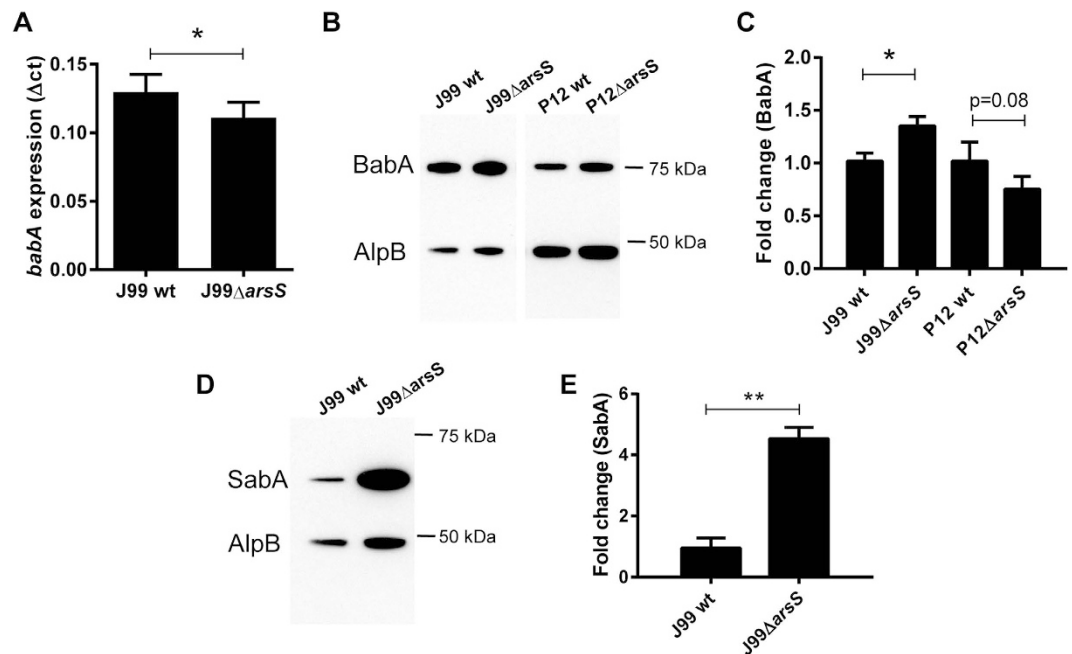 A
babA expression (Δct)
0.15
0.10
0.05
0.00
*
J99 wt
J99ΔarsS
B
J99 wt
J99ΔarsS
P12 wt
P12ΔarsS
BabA
AlpB
75 kDa
50 kDa
C
Fold change (BabA)
2.0
1.5
1.0
0.5
0.0
*
p=0.08
J99 wt
J99ΔarsS
P12 wt
P12ΔarsS
D
J99 wt
J99ΔarsS
SabA
AlpB
75 kDa
50 kDa
E
Fold change (SabA)
6
4
2
0
**
J99 wt
J99ΔarsS